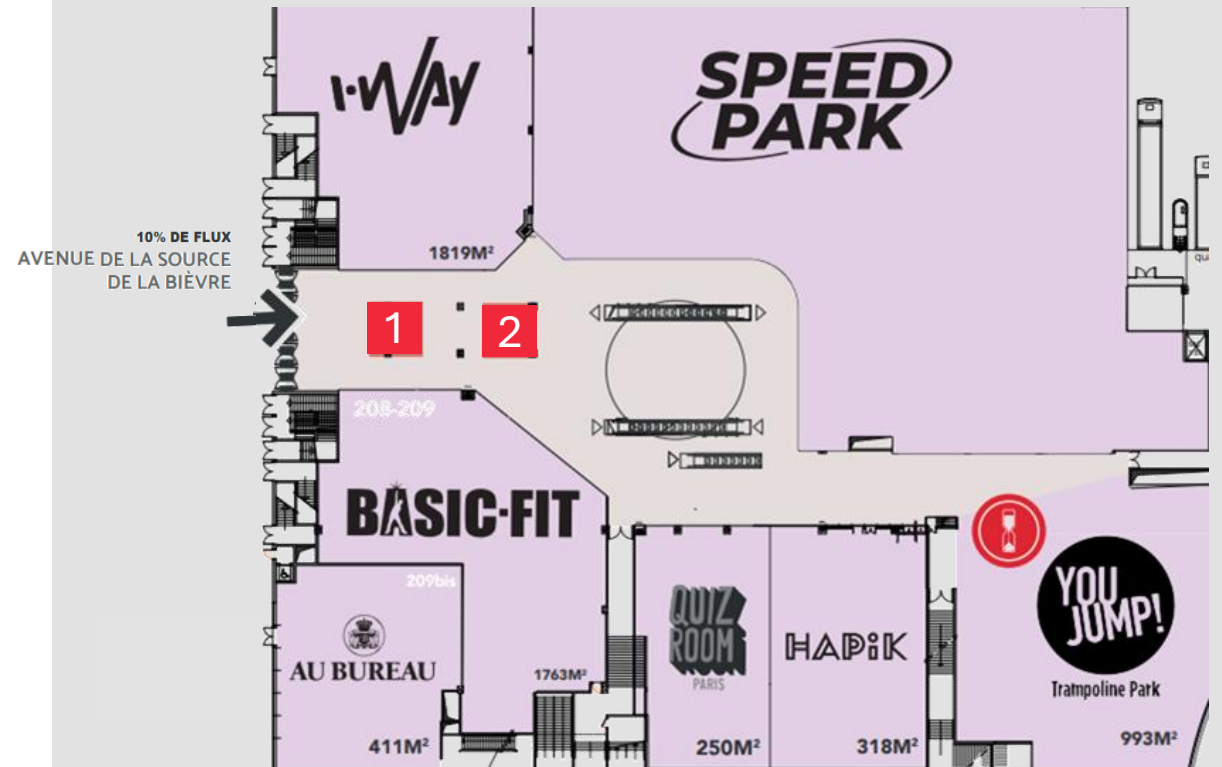 I-WAY
SPEED
PARK
10% DE FLUX
AVENUE DE LA SOURCE
DE LA BIÈVRE
1819M²
1
2
208-209
BASIC-FIT
209bis
AU BUREAU
1763M²
411M²
QUIZ
ROOM
PARIS
250M²
HAPiK
318M²
YOU
JUMP!
Trampoline Park
993M²